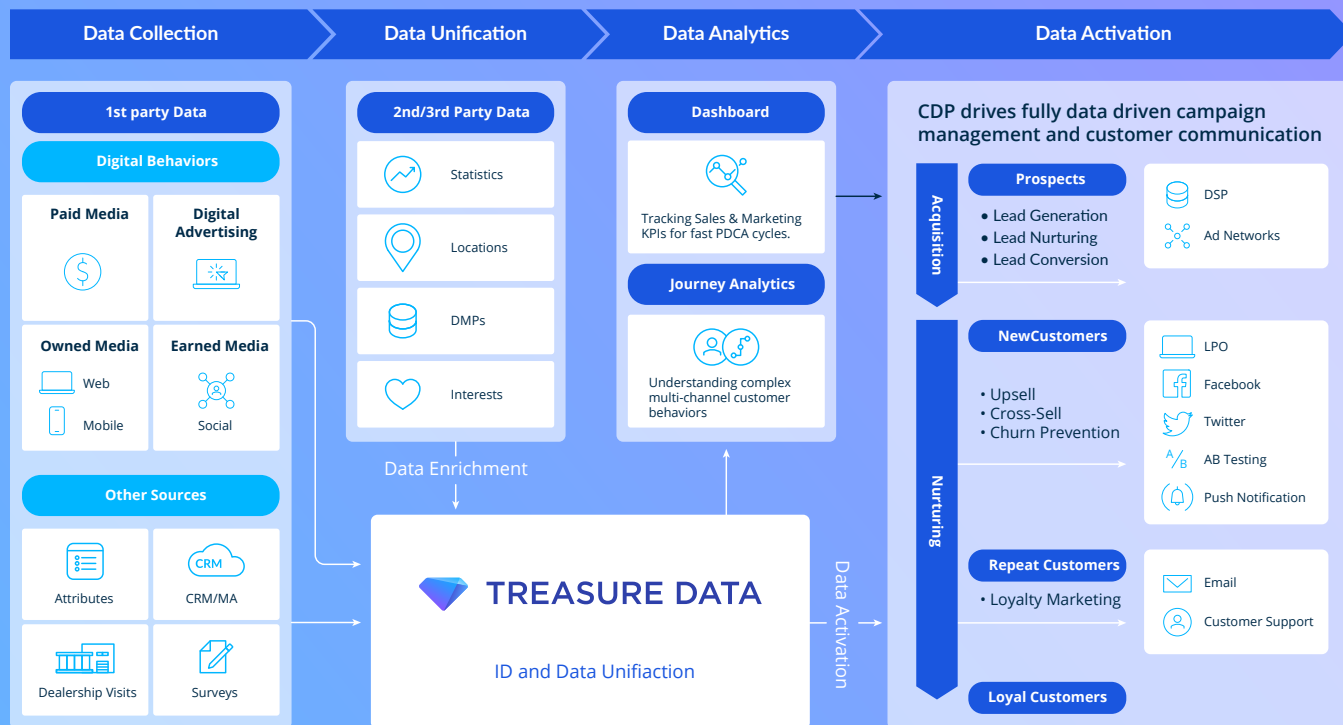 Data Collection
Data Unification
Data Analytics
Data Activation
1st party Data
Digital Behaviors
Paid Media
Digital
Advertising
Owned Media
Web
Mobile
Earned Media
Social
Other Sources
Attributes
CRM
CRM/MA
Dealership Visits
Surveys
2nd/3rd Party Data
Statistics
Locations
DMPs
Interests
Data Enrichment
TREASURE DATA
ID and Data Unifiaction
Dashboard
Tracking Sales & Marketing
KPIs for fast PDCA cycles.
Journey Analytics
Understanding complex
multi-channel customer
behaviors
Data Activation
CDP drives fully data driven campaign
management and customer communication
Acquisition
Prospects
• Lead Generation
• Lead Nurturing
• Lead Conversion
DSP
Ad Networks
Nurturing
NewCustomers
• Upsell
• Cross-Sell
• Churn Prevention
LPO
Facebook
Twitter
A/B
AB Testing
Push Notification
Repeat Customers
• Loyalty Marketing
Email
Customer Support
Loyal Customers